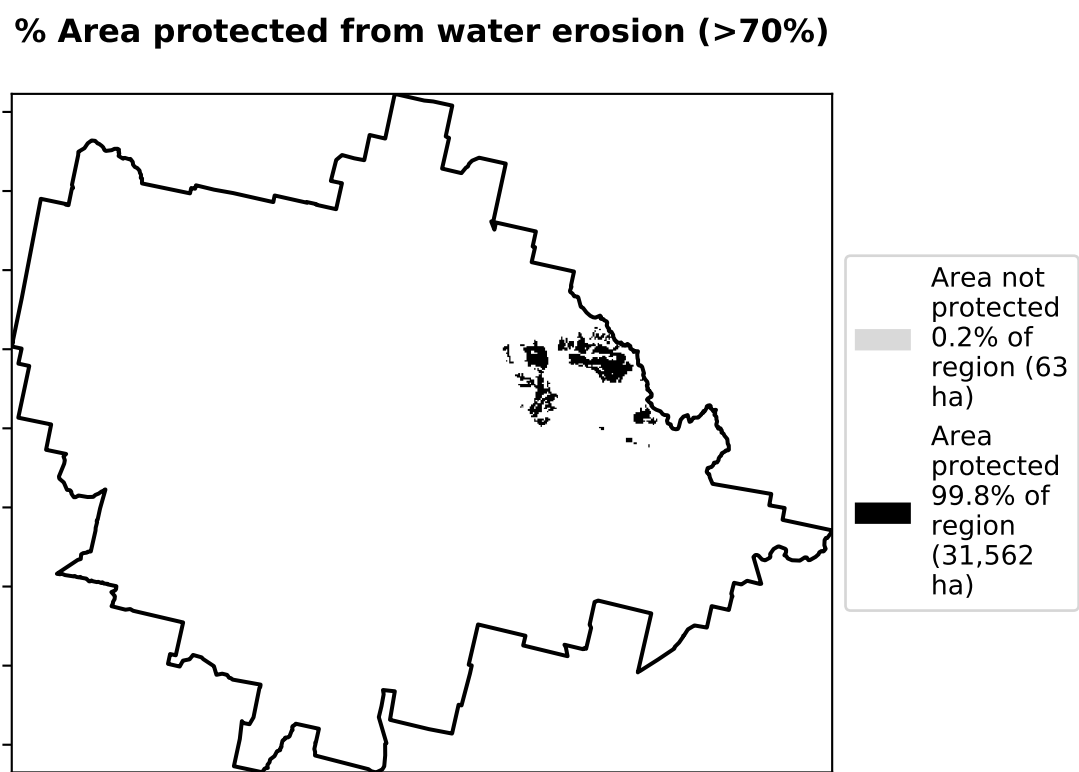 % Area protected from water erosion (>70%)
Area not
protected
0.2% of
region (63
ha)
Area
protected
99.8% of
region
(31,562
ha)